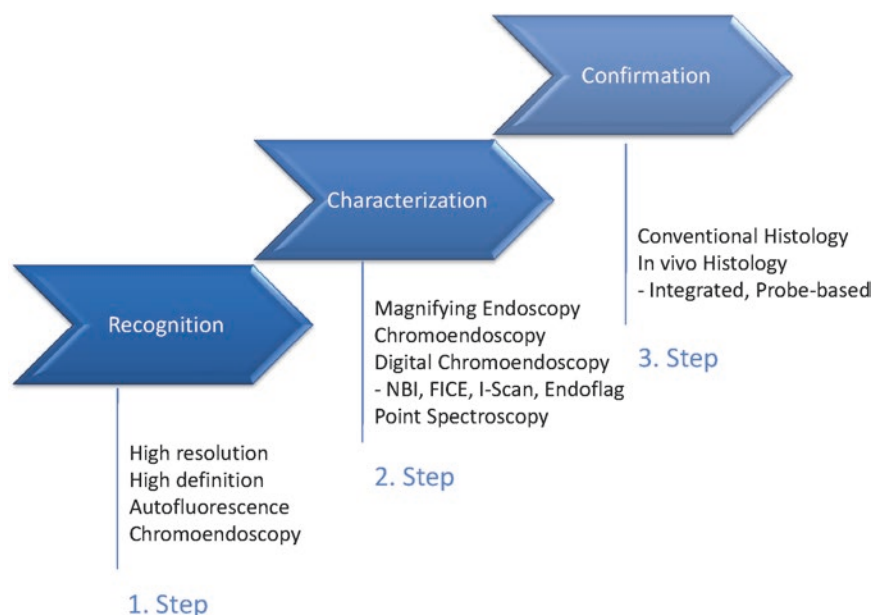 Recognition
High resolution
High definition
Autofluorescence
Chromoendoscopy
1. Step
Characterization
Magnifying Endoscopy
Chromoendoscopy
Digital Chromoendoscopy
- NBI, FICE, I-Scan, Endoflag
Point Spectroscopy
2. Step
Confirmation
Conventional Histology
In vivo Histology
- Integrated, Probe-based
3. Step